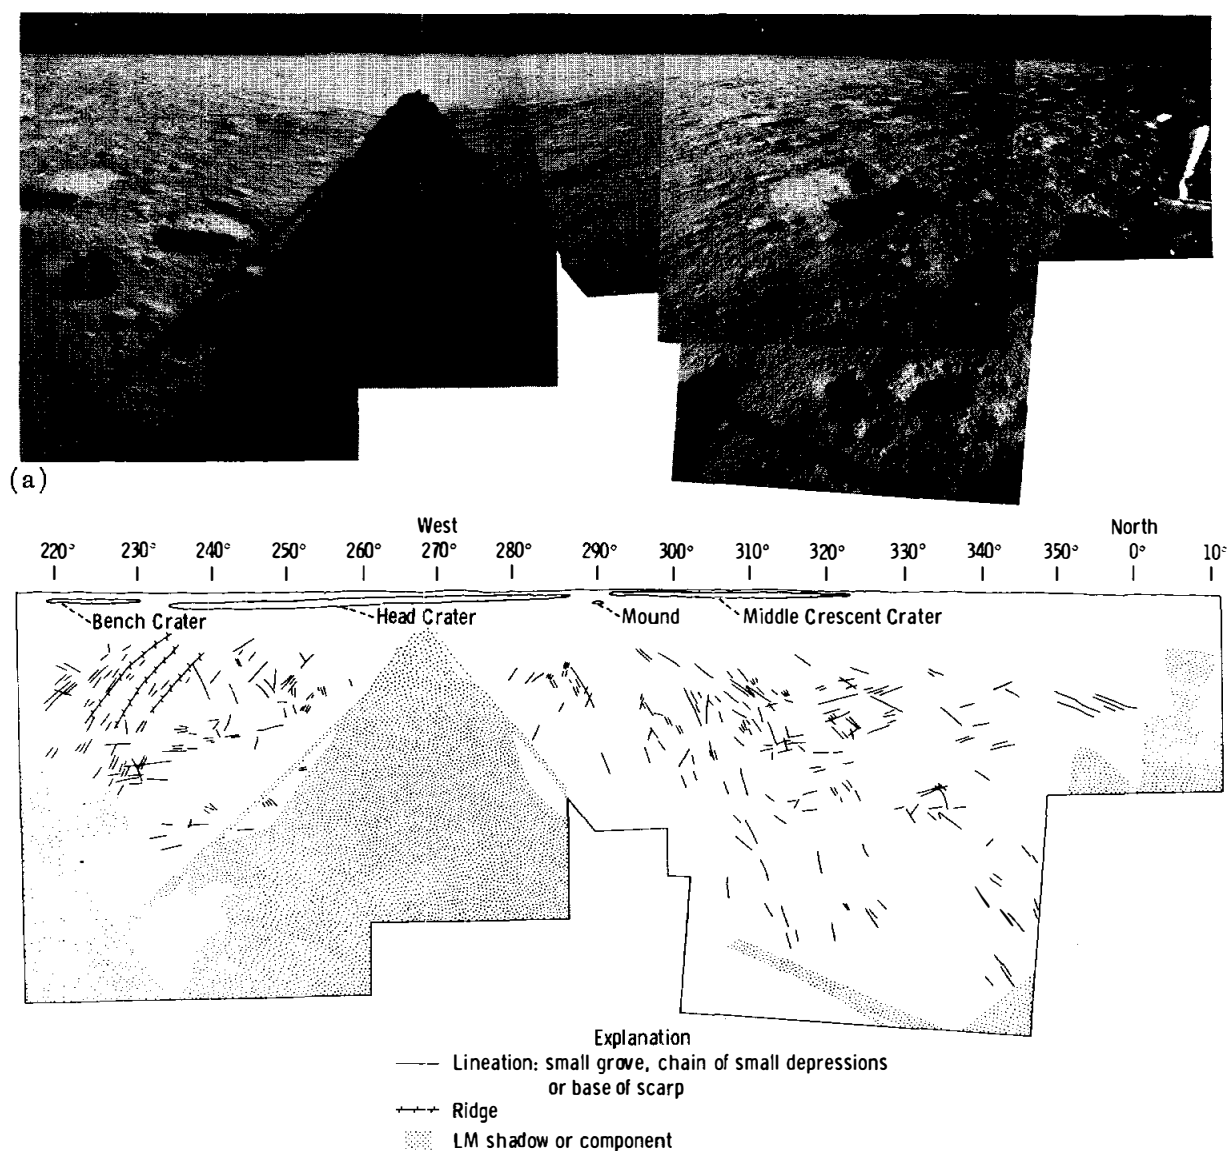 (a)
West
North
220° 230° 240° 250° 260° 270° 280° 290° 300° 310° 320° 330° 340° 350° 0° 10°
Bench Crater
Head Crater
Mound
Middle Crescent Crater
Explanation
Lineation: small grove, chain of small depressions
or base of scarp
Ridge
LM shadow or component